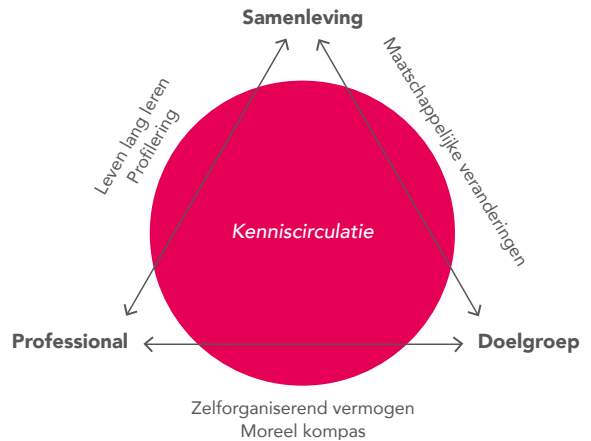 Samenleving
Leven lang leren
Profilering
Maatschappelijke veranderingen
Kenniscirculatie
Professional
Doelgroep
Zelforganiserend vermogen
Moreel kompas